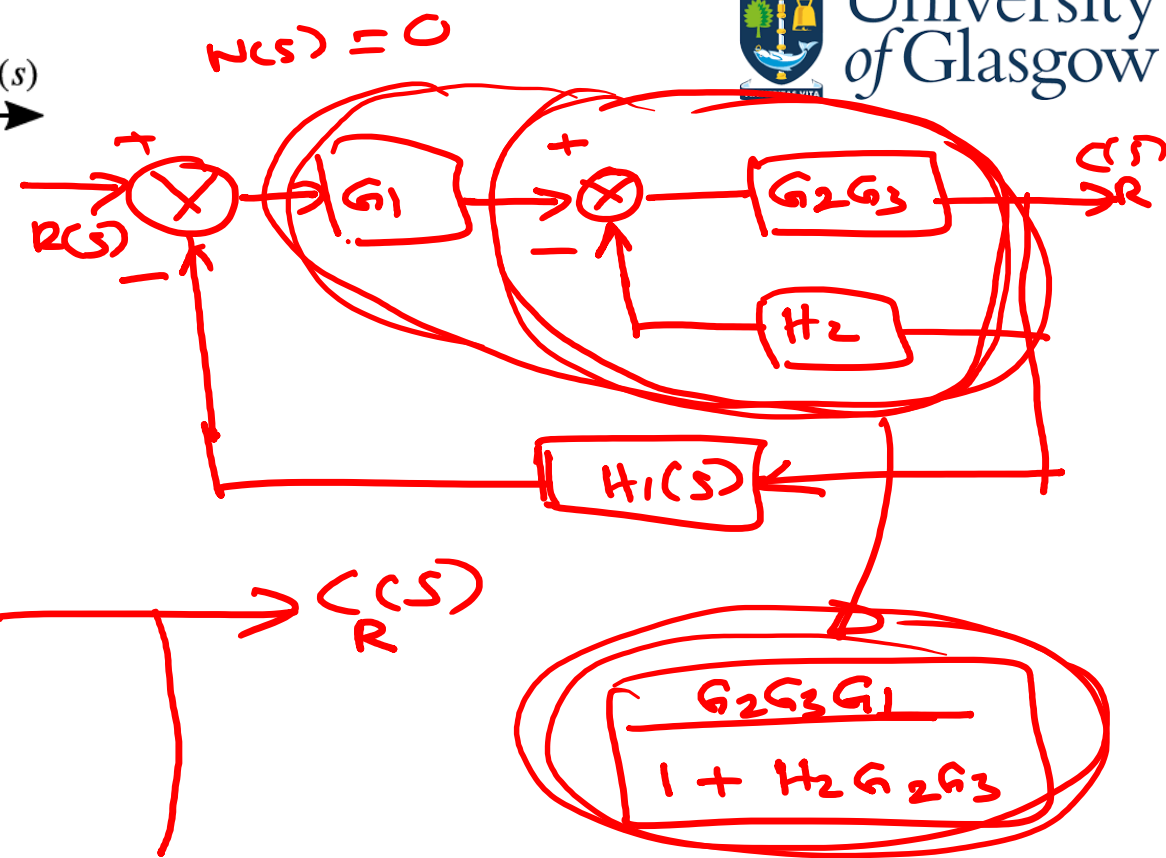 University
of Glasgow
N(s) = 0
(s)
+
R(s)
−
G1
+
−
G2G3
C(s)
R
H2
H1(s)
C(s)
R
G2G3G1
1 + H2G2G3